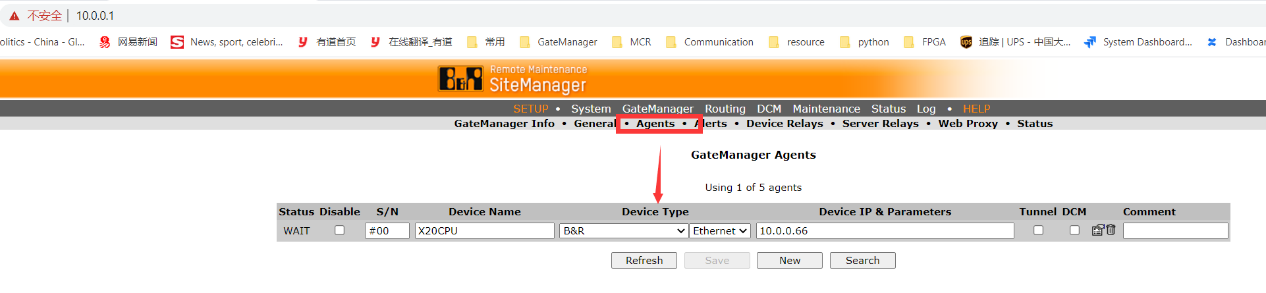 不安全 | 10.0.0.1
olitics - China - Gl... 网易新闻 News, sport, celebri... 有道首页 在线翻译_有道 常用 GateManager MCR Communication resource python FPGA 追踪 | UPS - 中国大... System Dashboard... Dashboa
B&R Remote Maintenance
SiteManager
SETUP • System GateManager Routing DCM Maintenance Status Log • HELP
GateManager Info • General • Agents • Alerts • Device Relays • Server Relays • Web Proxy • Status
GateManager Agents
Using 1 of 5 agents
Status Disable S/N Device Name Device Type Device IP & Parameters Tunnel DCM Comment
WAIT #00 X20CPU B&R Ethernet 10.0.0.66
Refresh Save New Search